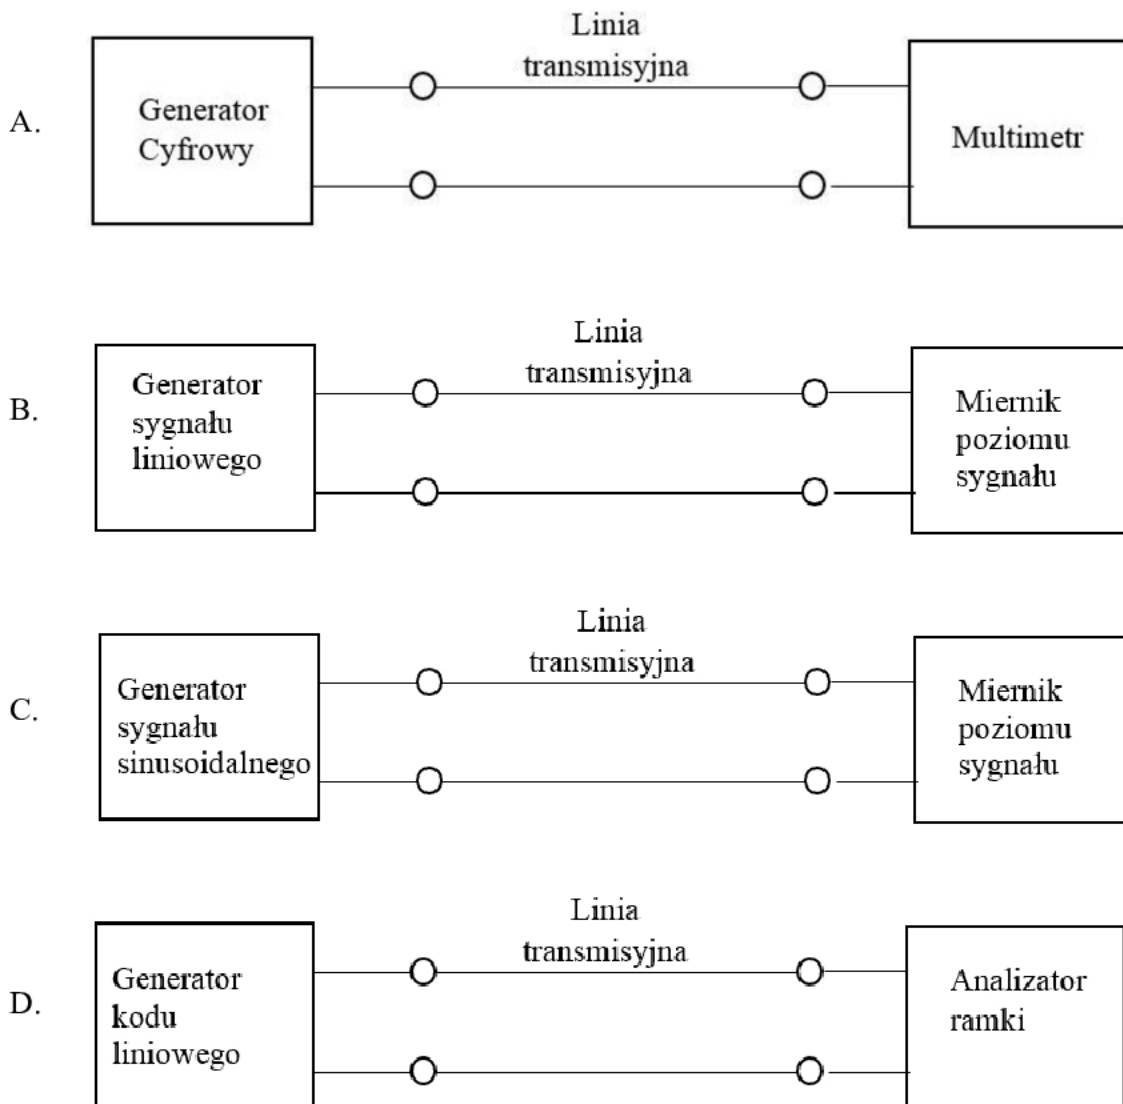 Linia
transmisyjna
A.
Generator
Cyfrowy
Multimetr
Linia
transmisyjna
B.
Generator
sygnału
liniowego
Miernik
poziomu
sygnału
Linia
transmisyjna
C.
Generator
sygnału
sinusoidalnego
Miernik
poziomu
sygnału
Linia
transmisyjna
D.
Generator
kodu
liniowego
Analizator
ramki